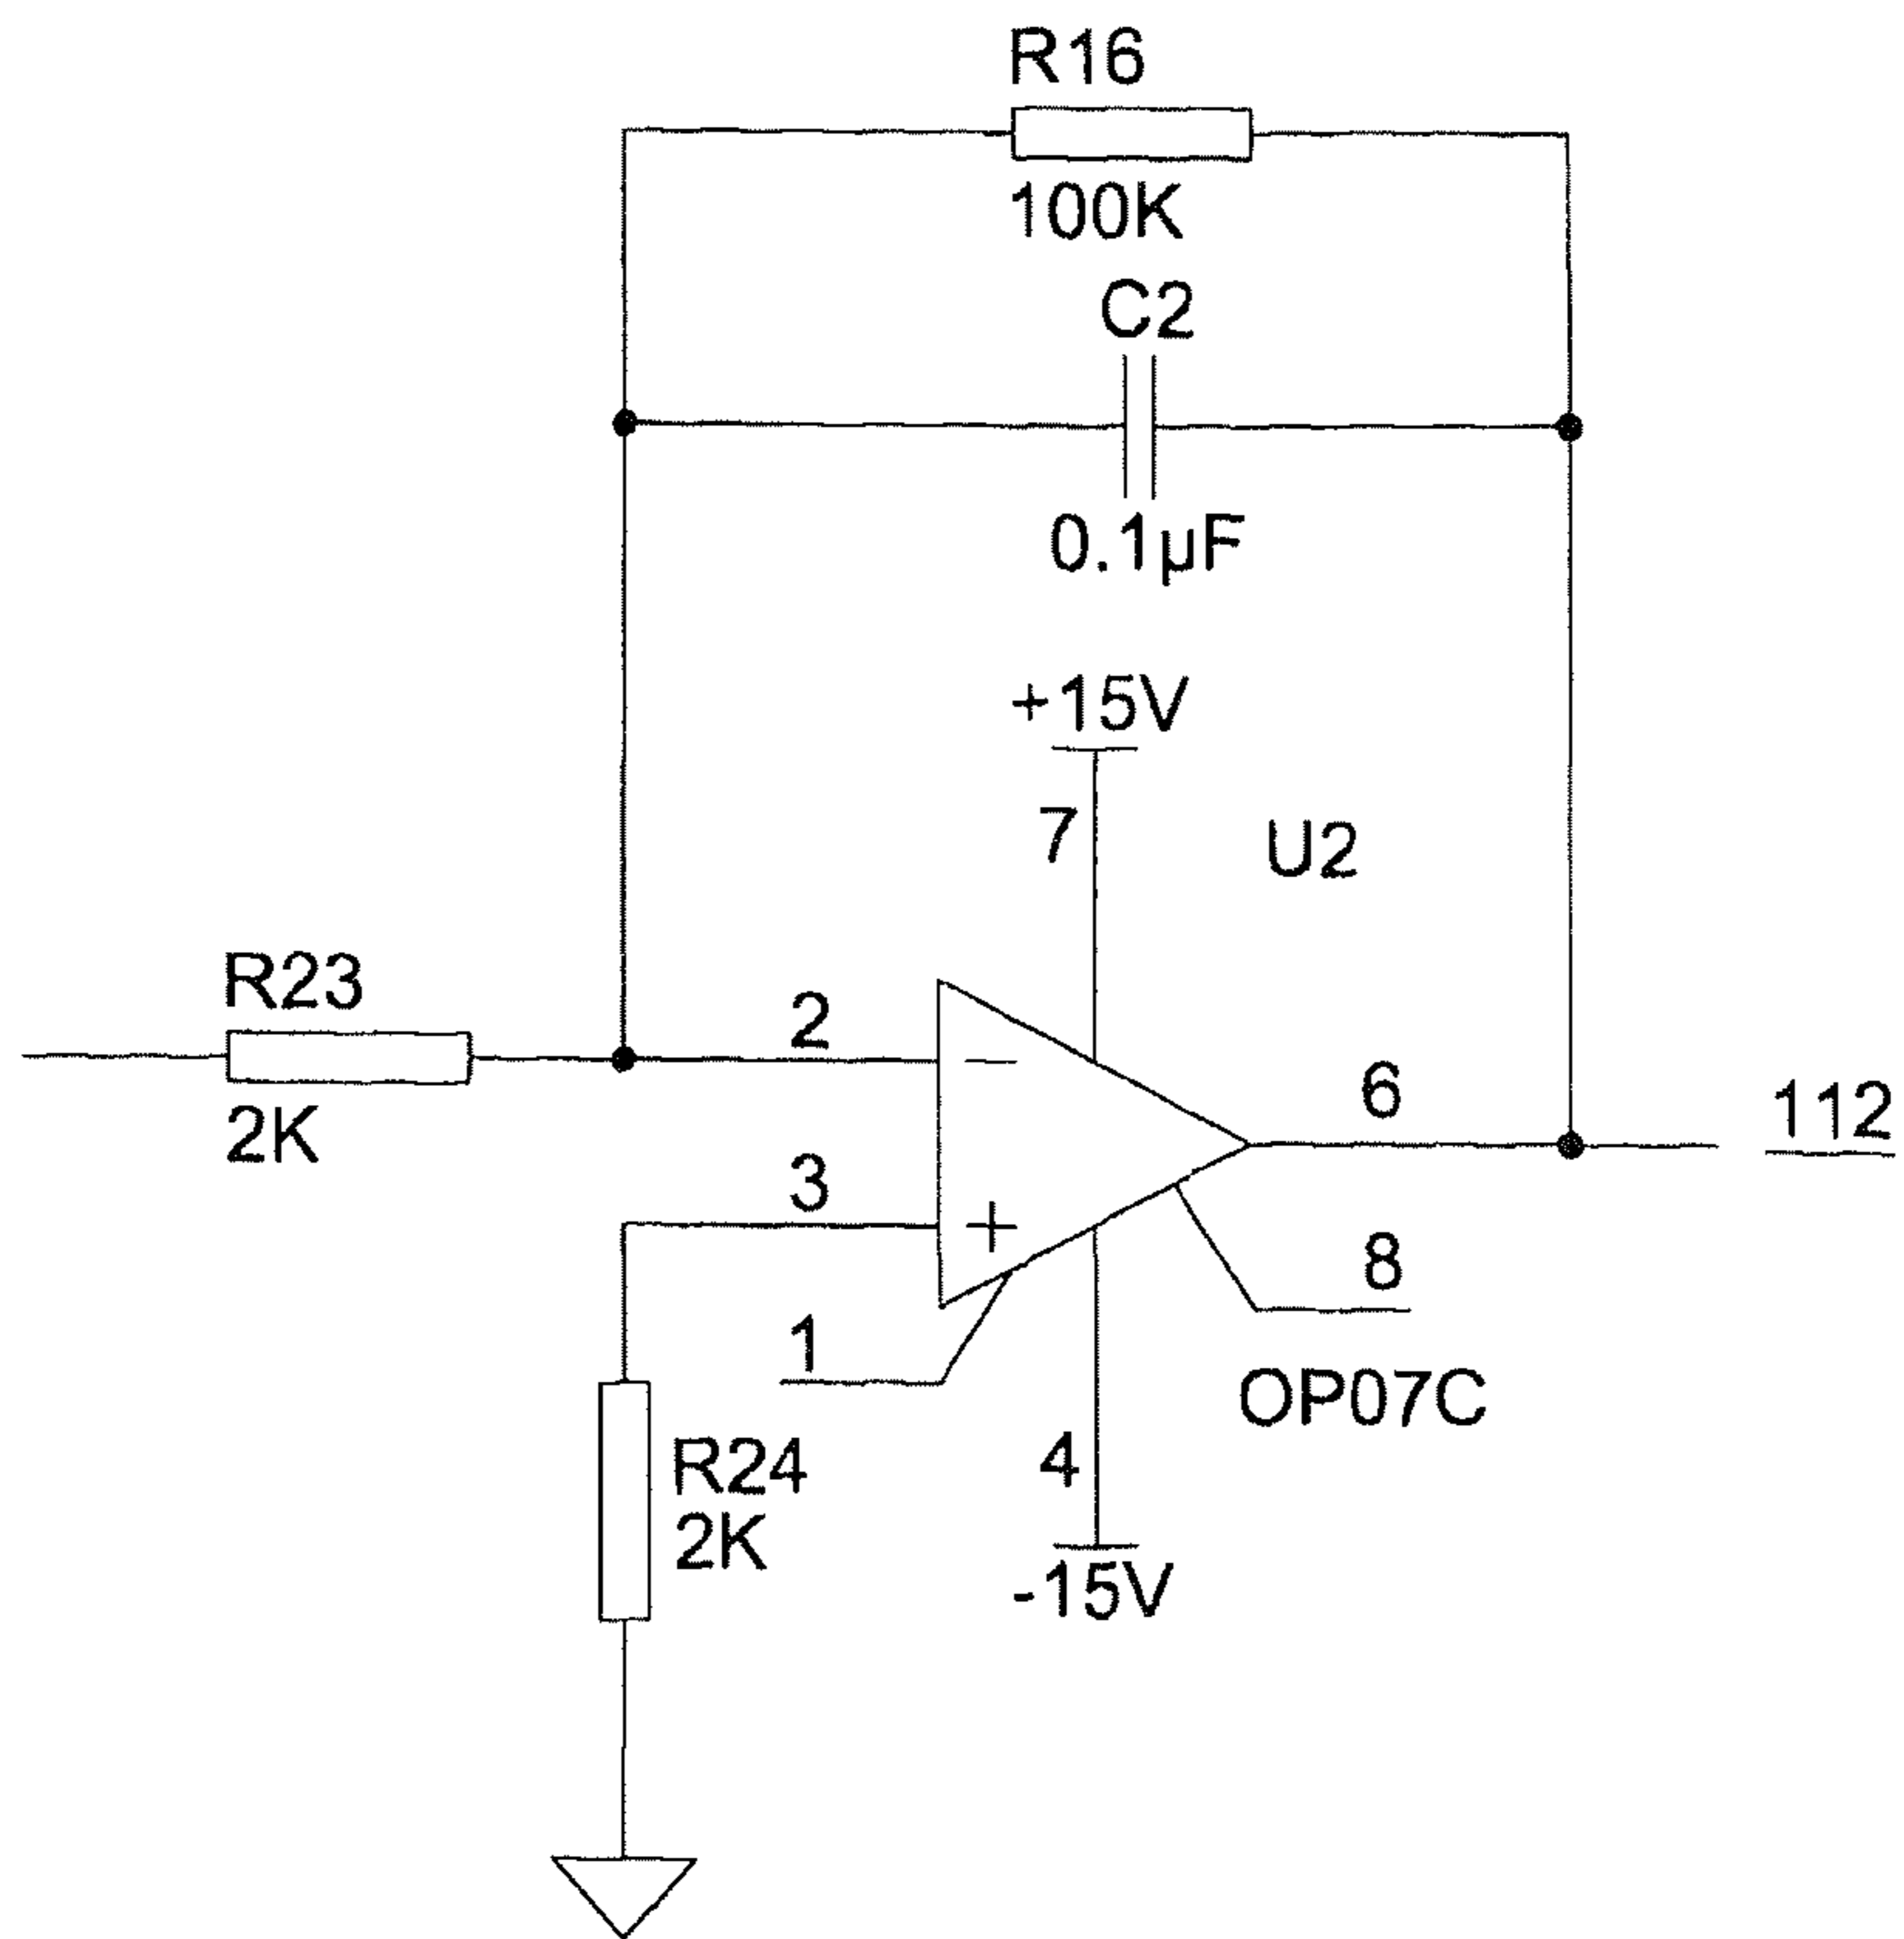 R16
100K
C2
0.1µF
+15V
7
U2
R23
2
2K
3
−
+
6
112
8
1
OP07C
R24
2K
4
-15V